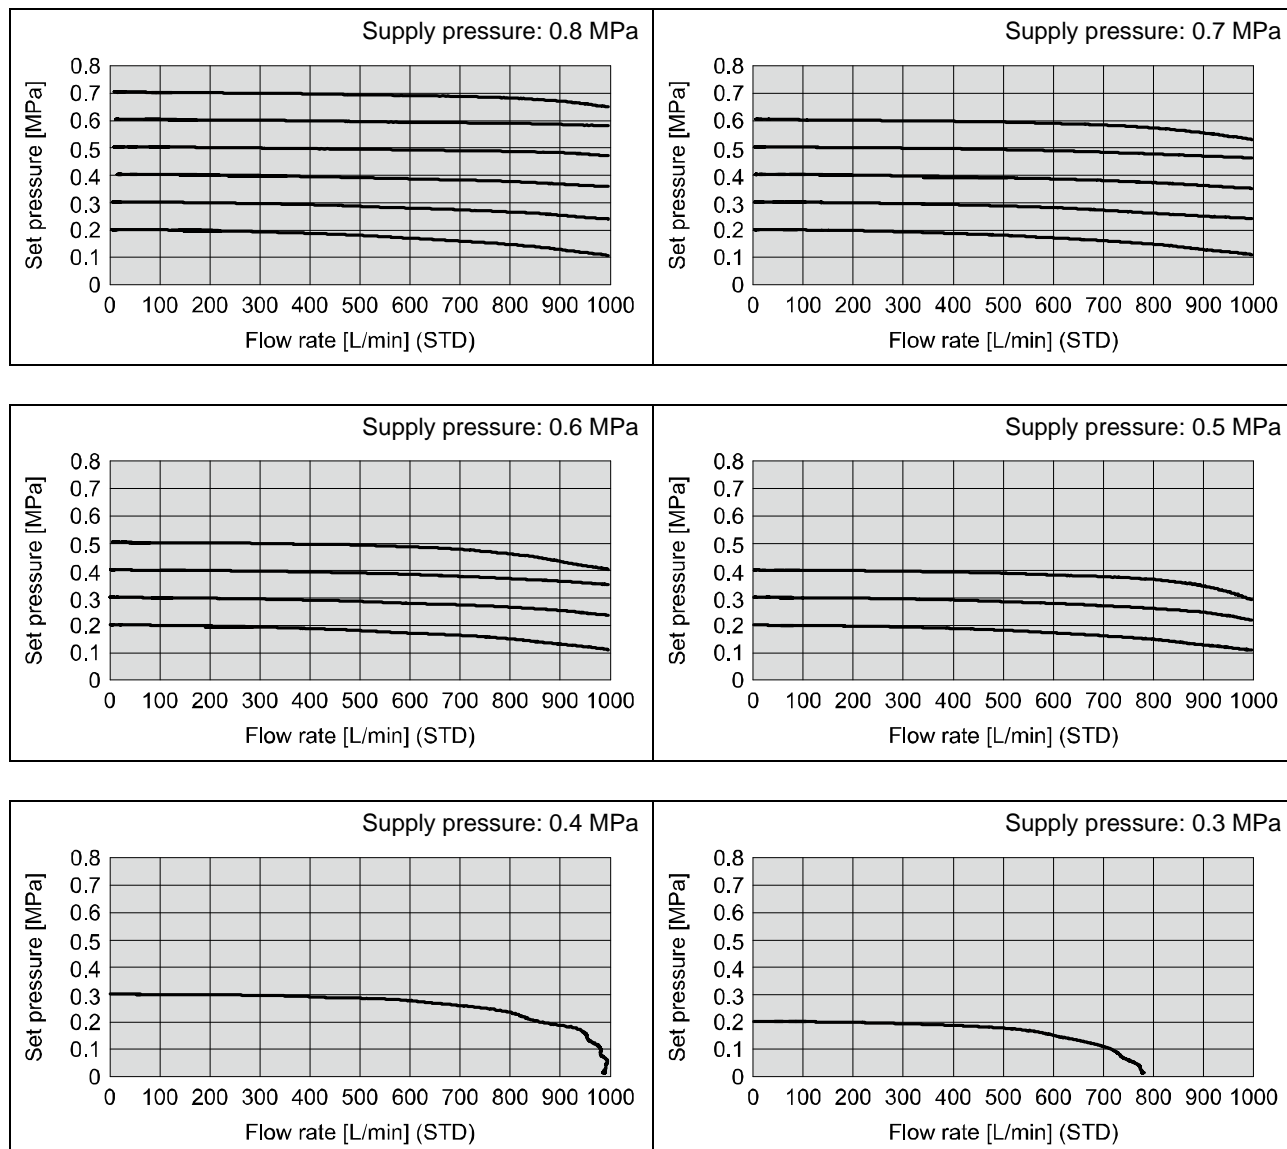 Supply pressure: 0.8 MPa
Set pressure [MPa]
0.8
0.7
0.6
0.5
0.4
0.3
0.2
0.1
0
0 100 200 300 400 500 600 700 800 900 1000
Flow rate [L/min] (STD)
Supply pressure: 0.7 MPa
Set pressure [MPa]
0.8
0.7
0.6
0.5
0.4
0.3
0.2
0.1
0
0 100 200 300 400 500 600 700 800 900 1000
Flow rate [L/min] (STD)
Supply pressure: 0.6 MPa
Set pressure [MPa]
0.8
0.7
0.6
0.5
0.4
0.3
0.2
0.1
0
0 100 200 300 400 500 600 700 800 900 1000
Flow rate [L/min] (STD)
Supply pressure: 0.5 MPa
Set pressure [MPa]
0.8
0.7
0.6
0.5
0.4
0.3
0.2
0.1
0
0 100 200 300 400 500 600 700 800 900 1000
Flow rate [L/min] (STD)
Supply pressure: 0.4 MPa
Set pressure [MPa]
0.8
0.7
0.6
0.5
0.4
0.3
0.2
0.1
0
0 100 200 300 400 500 600 700 800 900 1000
Flow rate [L/min] (STD)
Supply pressure: 0.3 MPa
Set pressure [MPa]
0.8
0.7
0.6
0.5
0.4
0.3
0.2
0.1
0
0 100 200 300 400 500 600 700 800 900 1000
Flow rate [L/min] (STD)